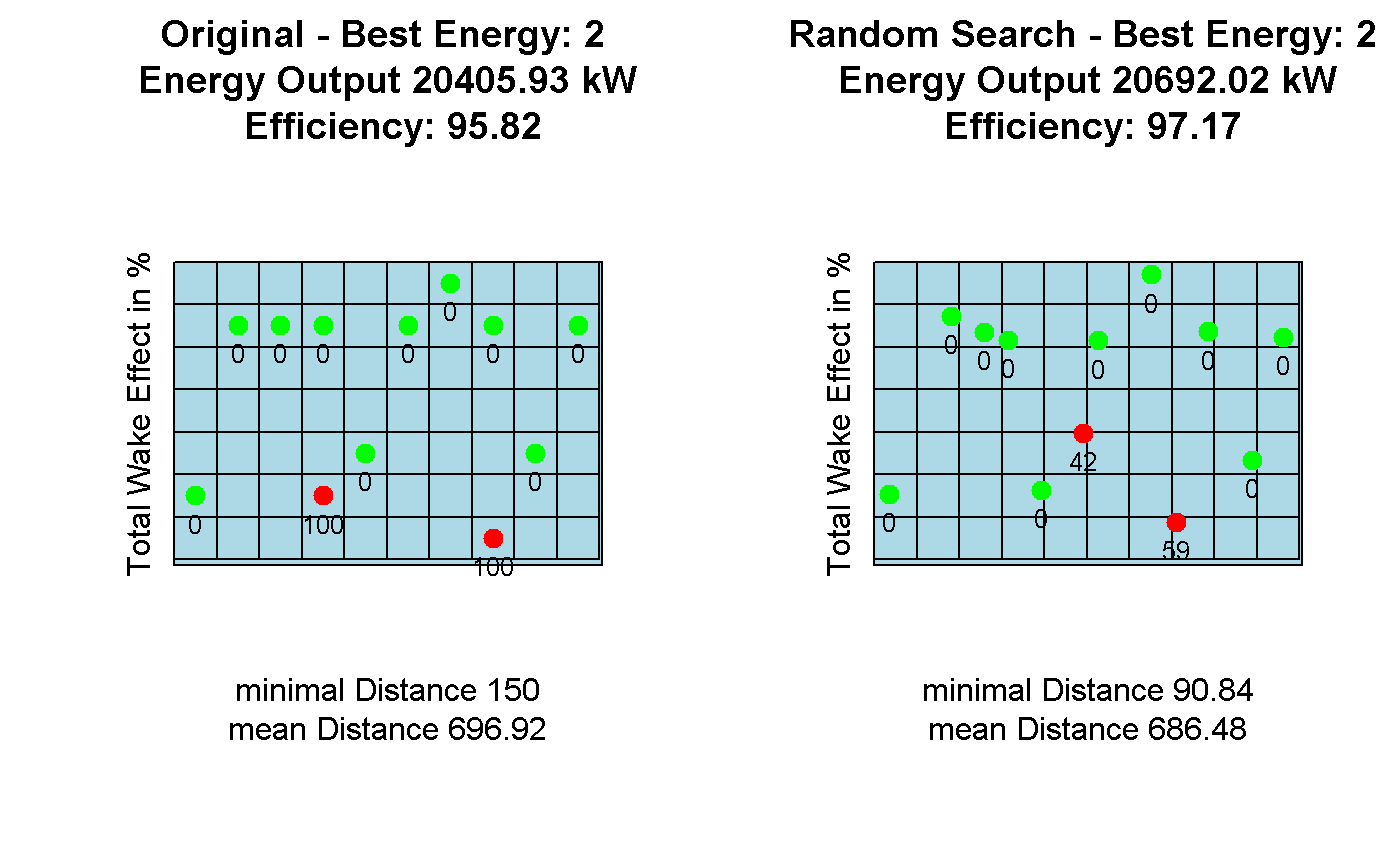 Original - Best Energy: 2
Energy Output 20405.93 kW
Efficiency: 95.82
Total Wake Effect in %
0
0 0 0 0 0 0
0 0
0 100
100
minimal Distance 150
mean Distance 696.92
Random Search - Best Energy: 2
Energy Output 20692.02 kW
Efficiency: 97.17
Total Wake Effect in %
0
0
0 0
0 0 0
42
0
0 0
59
minimal Distance 90.84
mean Distance 686.48